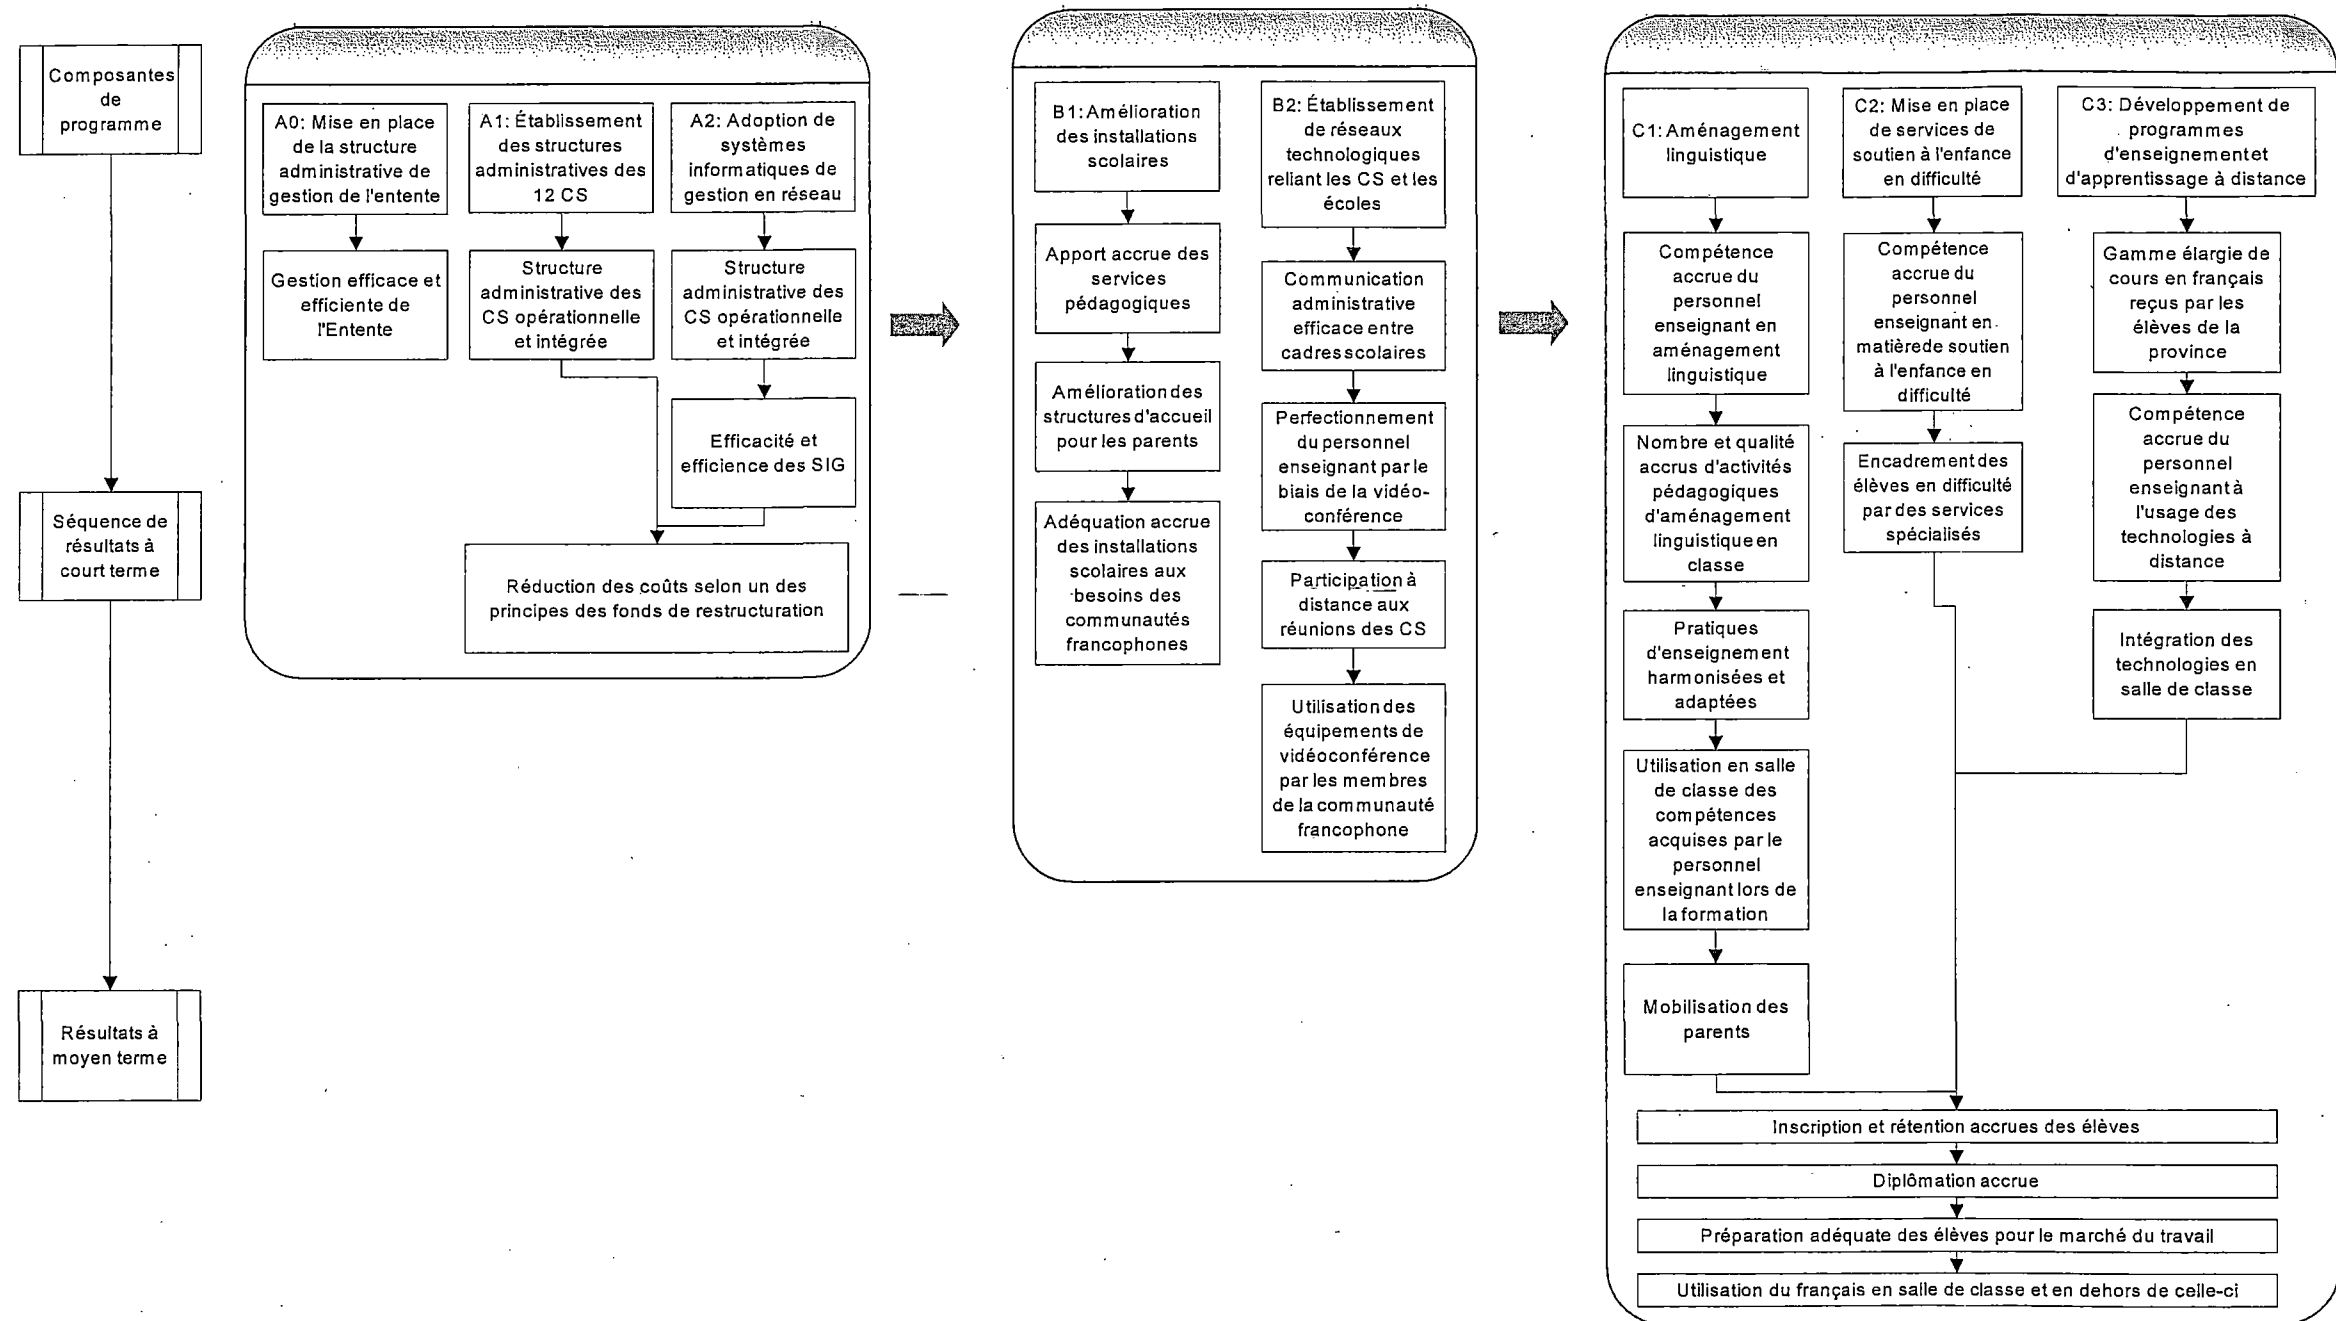 Composantes
de
programme
Séquence de
résultats à
court terme
Résultats à
moyen terme
A0: Mise en place
de la structure
administrative de
gestion de l'entente
Gestion efficace et
efficiente de
l'Entente
A1: Établissement
des structures
administratives des
12 CS
Structure
administrative des
CS opérationnelle
et intégrée
A2: Adoption de
systèmes
informatiques de
gestion en réseau
Structure
administrative des
CS opérationnelle
et intégrée
Efficacité et
efficience des SIG
Réduction des coûts selon un des
principes des fonds de restructuration
B1: Amélioration
des installations
scolaires
Apport accrue des
services
pédagogiques
Amélioration des
structures d'accueil
pour les parents
Adéquation accrue
des installations
scolaires aux
besoins des
communautés
francophones
B2: Établissement
de réseaux
technologiques
reliant les CS et les
écoles
Communication
administrative
efficace entre
cadres scolaires
Perfectionnement
du personnel
enseignant par le
biais de la vidéo-
conférence
Participation à
distance aux
réunions des CS
Utilisation des
équipements de
vidéoconférence
par les membres
de la communauté
francophone
C1: Aménagement
linguistique
Compétence
accrue du
personnel
enseignant en
aménagement
linguistique
Nombre et qualité
accrus d'activités
pédagogiques
d'aménagement
linguistique en
classe
Pratiques
d'enseignement
harmonisées et
adaptées
Utilisation en salle
de classe des
compétences
acquises par le
personnel
enseignant lors de
la formation
Mobilisation des
parents
C2: Mise en place
de services de
soutien à l'enfance
en difficulté
Compétence
accrue du
personnel
enseignant en
matière de soutien
à l'enfance en
difficulté
Encadrement des
élèves en difficulté
par des services
spécialisés
C3: Développement de
programmes
d'enseignement et
d'apprentissage à distance
Gamme élargie de
cours en français
reçus par les
élèves de la
province
Compétence
accrue du
personnel
enseignant à
l'usage des
technologies à
distance
Intégration des
technologies en
salle de classe
Inscription et rétention accrues des élèves
Diplômation accrue
Préparation adéquate des élèves pour le marché du travail
Utilisation du français en salle de classe et en dehors de celle-ci